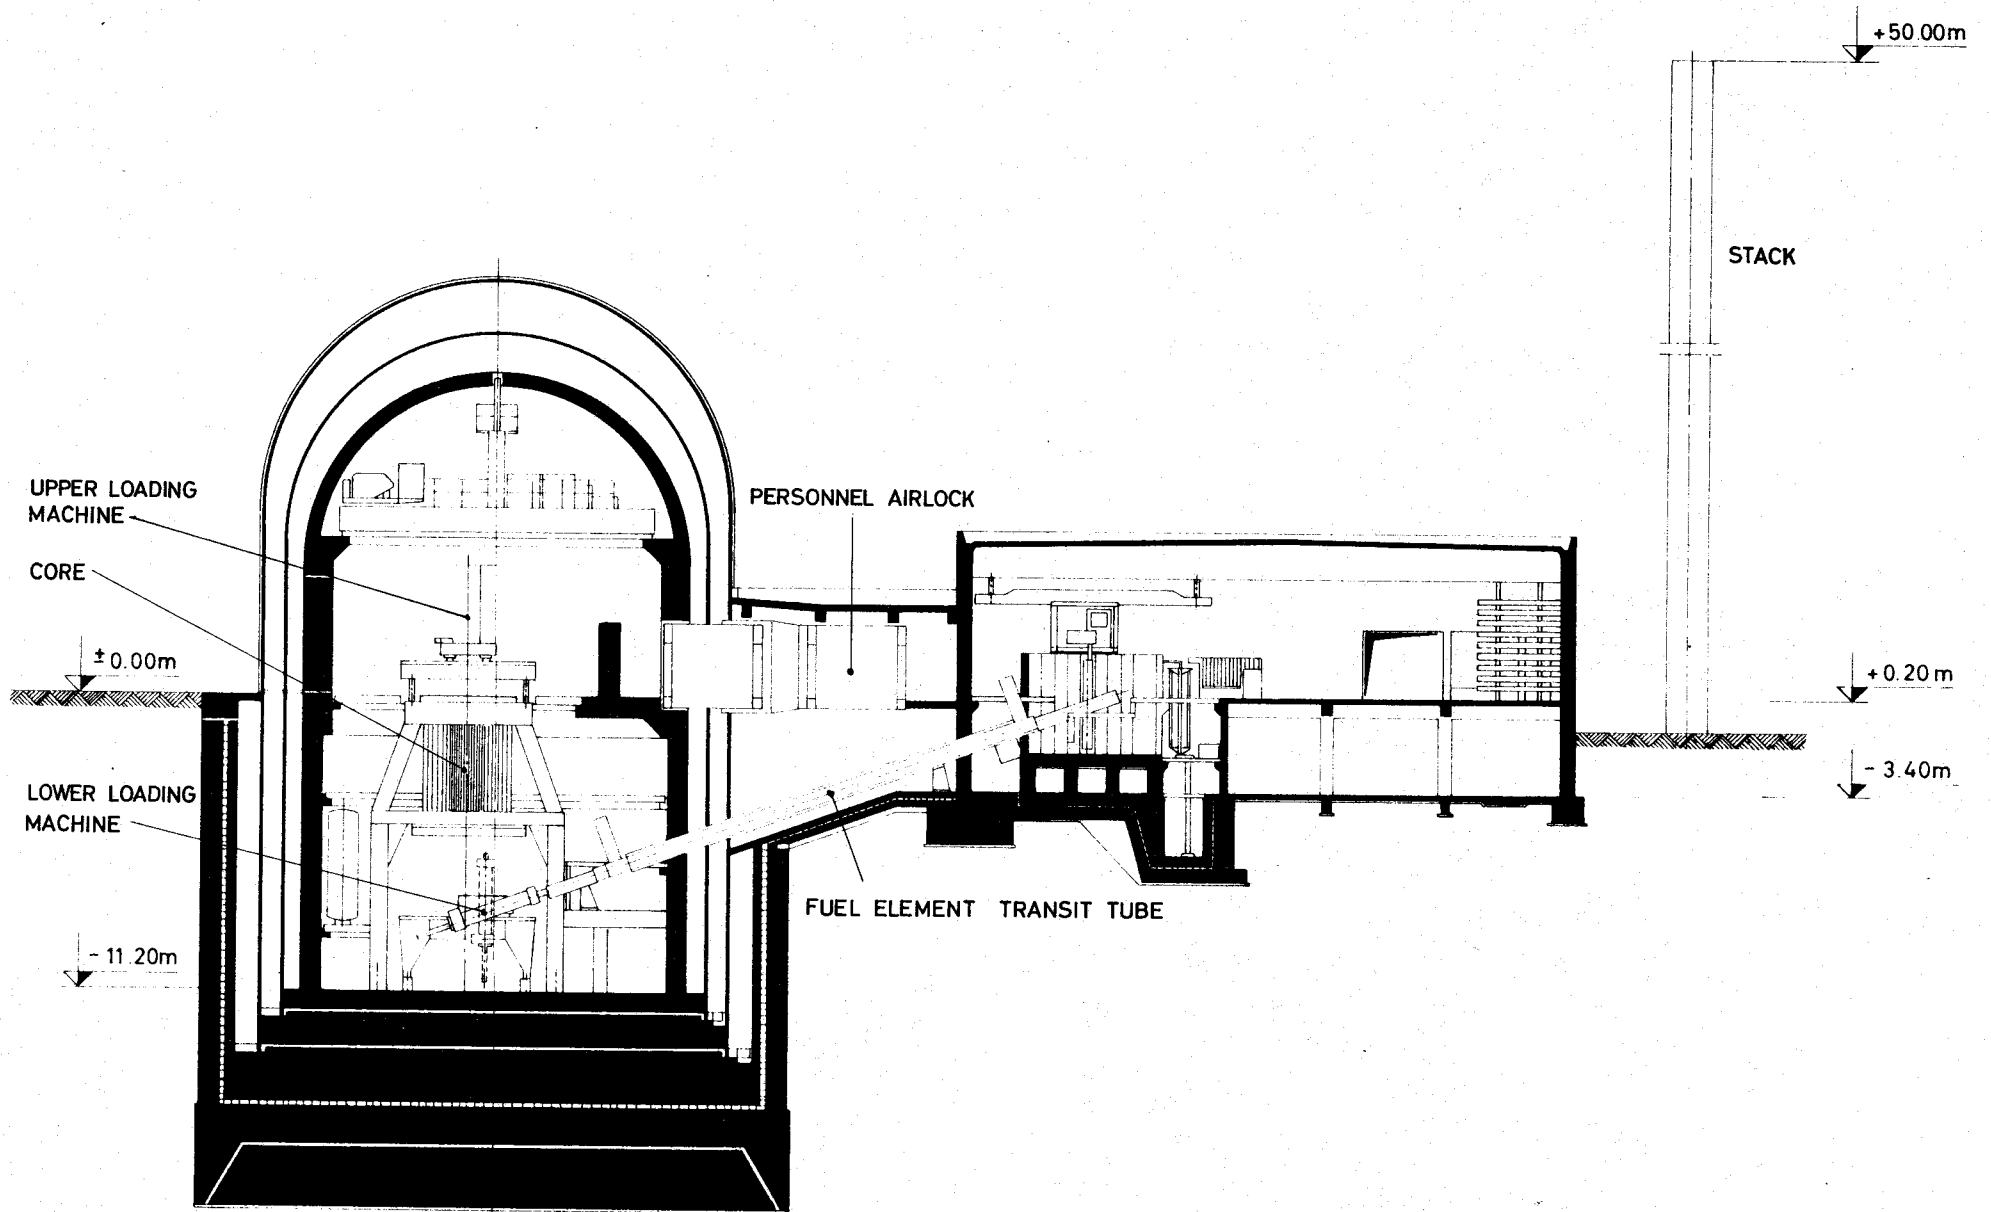 +50.00m
STACK
UPPER LOADING
MACHINE
PERSONNEL AIRLOCK
CORE
±0.00m
+0.20m
-3.40m
LOWER LOADING
MACHINE
FUEL ELEMENT TRANSIT TUBE
-11.20m